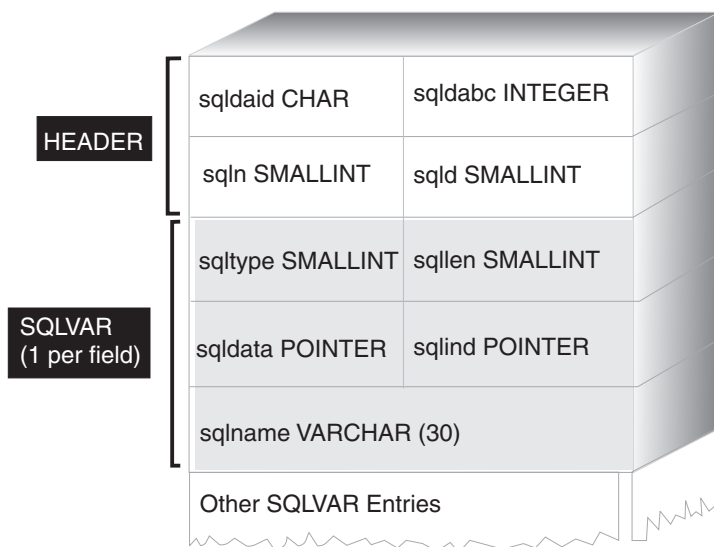 sqldaid CHAR
sqldabc INTEGER
HEADER
sqln SMALLINT
sqld SMALLINT
sqltype SMALLINT
sqllen SMALLINT
SQLVAR
(1 per field)
sqldata POINTER
sqlind POINTER
sqlname VARCHAR (30)
Other SQLVAR Entries